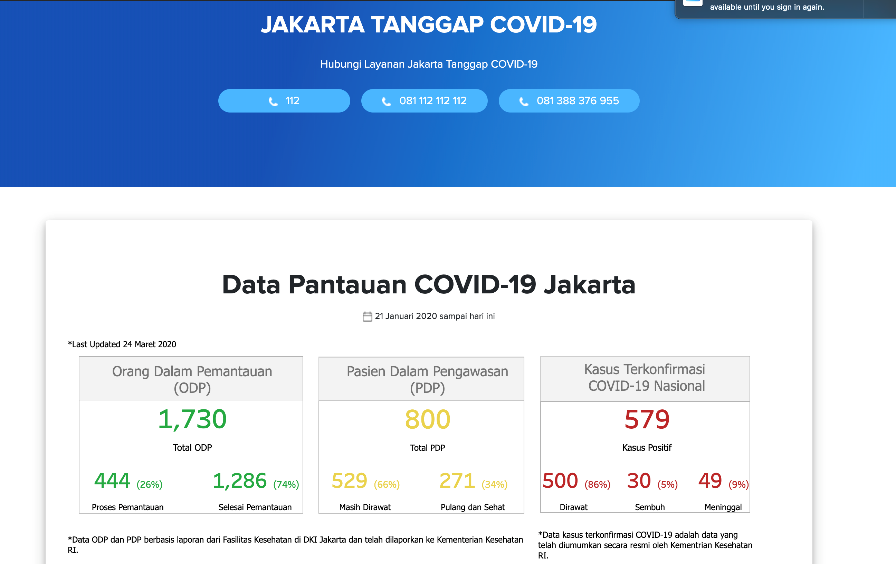 available until you sign in again.
JAKARTA TANGGAP COVID-19
Hubungi Layanan Jakarta Tanggap COVID-19
112
081 112 112 112
081 388 376 955
Data Pantauan COVID-19 Jakarta
21 Januari 2020 sampai hari ini
*Last Updated 24 Maret 2020
Orang Dalam Pemantauan
(ODP)
1,730
Total ODP
444 (26%)
Proses Pemantauan
1,286 (74%)
Selesai Pemantauan
Pasien Dalam Pengawasan
(PDP)
800
Total PDP
529 (66%)
Masih Dirawat
271 (34%)
Pulang dan Sehat
Kasus Terkonfirmasi
COVID-19 Nasional
579
Kasus Positif
500 (86%)
Dirawat
30 (5%)
Sembuh
49 (9%)
Meninggal
*Data ODP dan PDP berbasis laporan dari Fasilitas Kesehatan di DKI Jakarta dan telah dilaporkan ke Kementerian Kesehatan
RI.
*Data kasus terkonfirmasi COVID-19 adalah data yang
telah diumumkan secara resmi oleh Kementrian Kesehatan
RI.